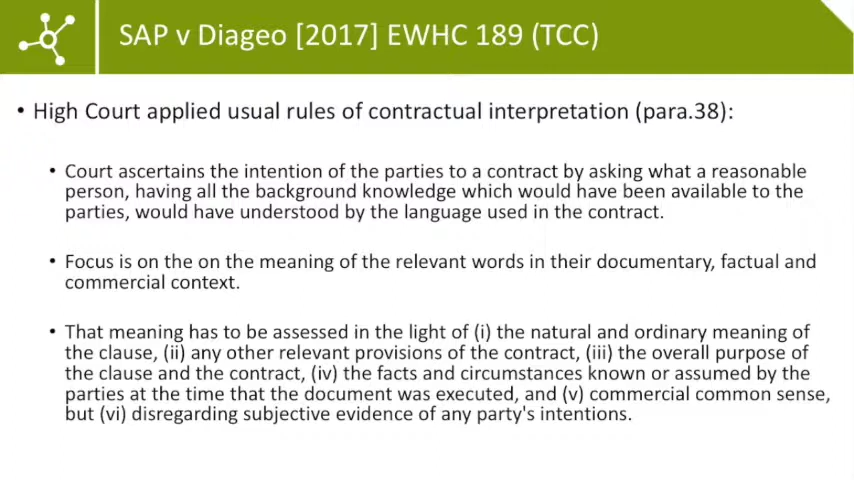 SAP v Diageo [2017] EWHC 189 (TCC)
• High Court applied usual rules of contractual interpretation (para.38):
• Court ascertains the intention of the parties to a contract by asking what a reasonable
person, having all the background knowledge which would have been available to the
parties, would have understood by the language used in the contract.
• Focus is on the on the meaning of the relevant words in their documentary, factual and
commercial context.
• That meaning has to be assessed in the light of (i) the natural and ordinary meaning of
the clause, (ii) any other relevant provisions of the contract, (iii) the overall purpose of
the clause and the contract, (iv) the facts and circumstances known or assumed by the
parties at the time that the document was executed, and (v) commercial common sense,
but (vi) disregarding subjective evidence of any party's intentions.